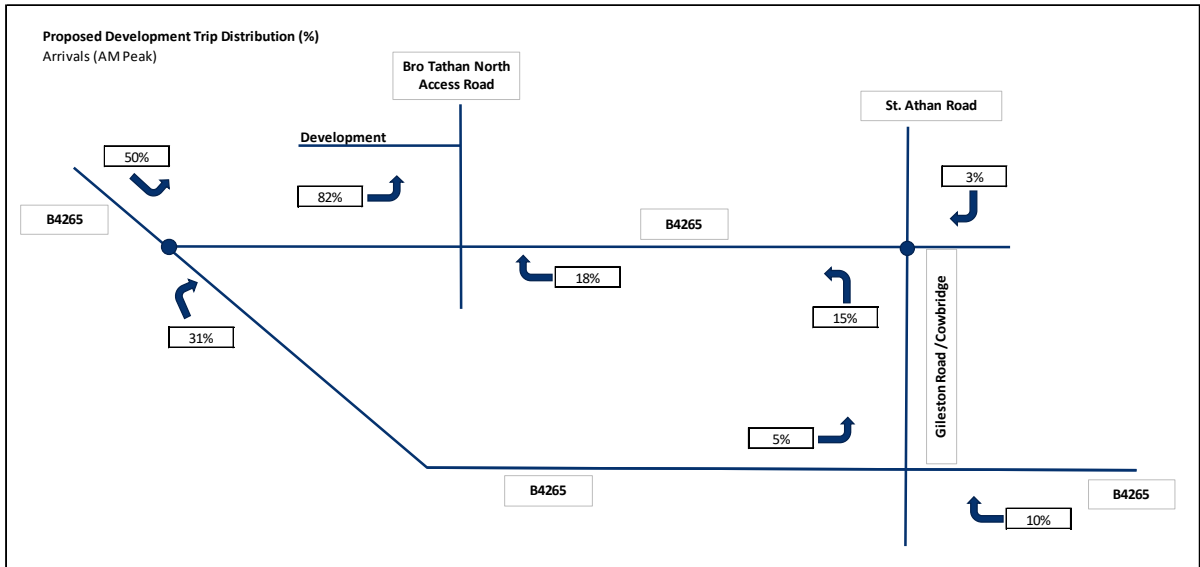 Proposed Development Trip Distribution (%)
Arrivals (AM Peak)
Bro Tathan North
Access Road
St. Athan Road
Development
50%
82%
3%
B4265
B4265
18%
15%
31%
Gileston Road /Cowbridge
5%
B4265
B4265
10%